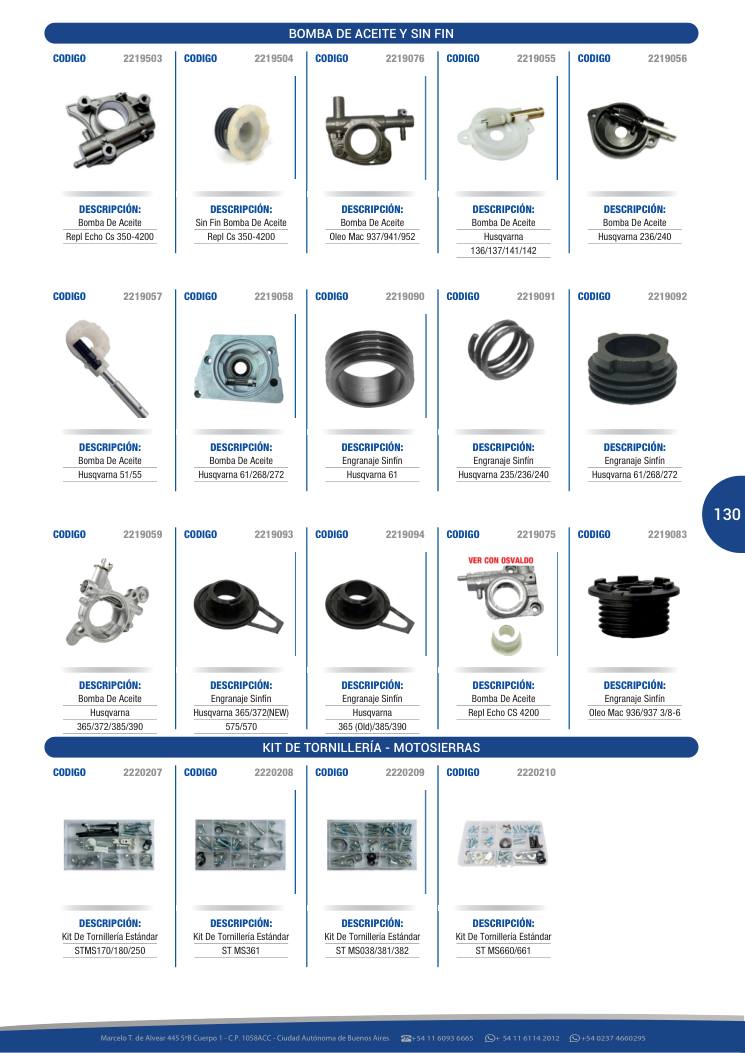 BOMBA DE ACEITE Y SIN FIN
CODIGO 2219503
DESCRIPCIÓN:
Bomba De Aceite
Repl Echo Cs 350-4200
CODIGO 2219504
DESCRIPCIÓN:
Sin Fin Bomba De Aceite
Repl Cs 350-4200
CODIGO 2219076
DESCRIPCIÓN:
Bomba De Aceite
Oleo Mac 937/941/952
CODIGO 2219055
DESCRIPCIÓN:
Bomba De Aceite
Husqvarna
136/137/141/142
CODIGO 2219056
DESCRIPCIÓN:
Bomba De Aceite
Husqvarna 236/240
CODIGO 2219057
DESCRIPCIÓN:
Bomba De Aceite
Husqvarna 51/55
CODIGO 2219058
DESCRIPCIÓN:
Bomba De Aceite
Husqvarna 61/268/272
CODIGO 2219090
DESCRIPCIÓN:
Engranaje Sinfín
Husqvarna 61
CODIGO 2219091
DESCRIPCIÓN:
Engranaje Sinfín
Husqvarna 235/236/240
CODIGO 2219092
DESCRIPCIÓN:
Engranaje Sinfín
Husqvarna 61/268/272
130
CODIGO 2219059
DESCRIPCIÓN:
Bomba De Aceite
Husqvarna
365/372/385/390
CODIGO 2219093
DESCRIPCIÓN:
Engranaje Sinfín
Husqvarna 365/372(NEW)
575/570
CODIGO 2219094
DESCRIPCIÓN:
Engranaje Sinfín
Husqvarna
365 (Old)/385/390
CODIGO 2219075
VER CON OSVALDO
DESCRIPCIÓN:
Bomba De Aceite
Repl Echo CS 4200
CODIGO 2219083
DESCRIPCIÓN:
Engranaje Sinfín
Oleo Mac 936/937 3/8-6
KIT DE TORNILLERÍA - MOTOSIERRAS
CODIGO 2220207
DESCRIPCIÓN:
Kit De Tornillería Estándar
STMS170/180/250
CODIGO 2220208
DESCRIPCIÓN:
Kit De Tornillería Estándar
ST MS361
CODIGO 2220209
DESCRIPCIÓN:
Kit De Tornillería Estándar
ST MS038/381/382
CODIGO 2220210
DESCRIPCIÓN:
Kit De Tornillería Estándar
ST MS660/661
Marcelo T. de Alvear 445 5ºB Cuerpo 1 - C.P. 1058ACC - Ciudad Autónoma de Buenos Aires. +54 11 6093 6665 + 54 11 6114 2012 +54 0237 4660295